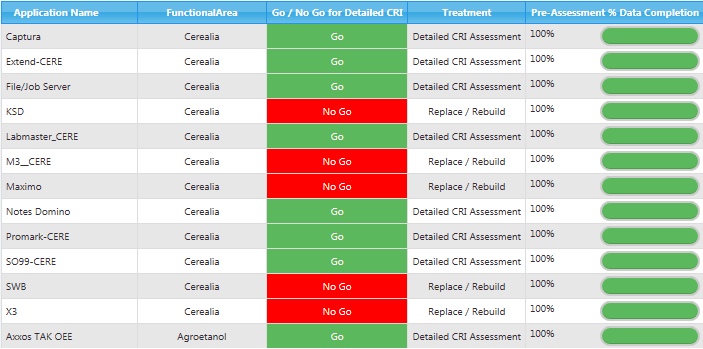 Application Name FunctionalArea Go / No Go for Detailed CRI Treatment Pre-Assessment % Data Completion
Captura Cerealia Go Detailed CRI Assessment 100%
Extend-CERE Cerealia Go Detailed CRI Assessment 100%
File/Job Server Cerealia Go Detailed CRI Assessment 100%
KSD Cerealia No Go Replace / Rebuild 100%
Labmaster_CERE Cerealia Go Detailed CRI Assessment 100%
M3__CERE Cerealia No Go Replace / Rebuild 100%
Maximo Cerealia No Go Replace / Rebuild 100%
Notes Domino Cerealia Go Detailed CRI Assessment 100%
Promark-CERE Cerealia Go Detailed CRI Assessment 100%
SO99-CERE Cerealia Go Detailed CRI Assessment 100%
SWB Cerealia No Go Replace / Rebuild 100%
X3 Cerealia No Go Replace / Rebuild 100%
Axxos TAK OEE Agroetanol Go Detailed CRI Assessment 100%